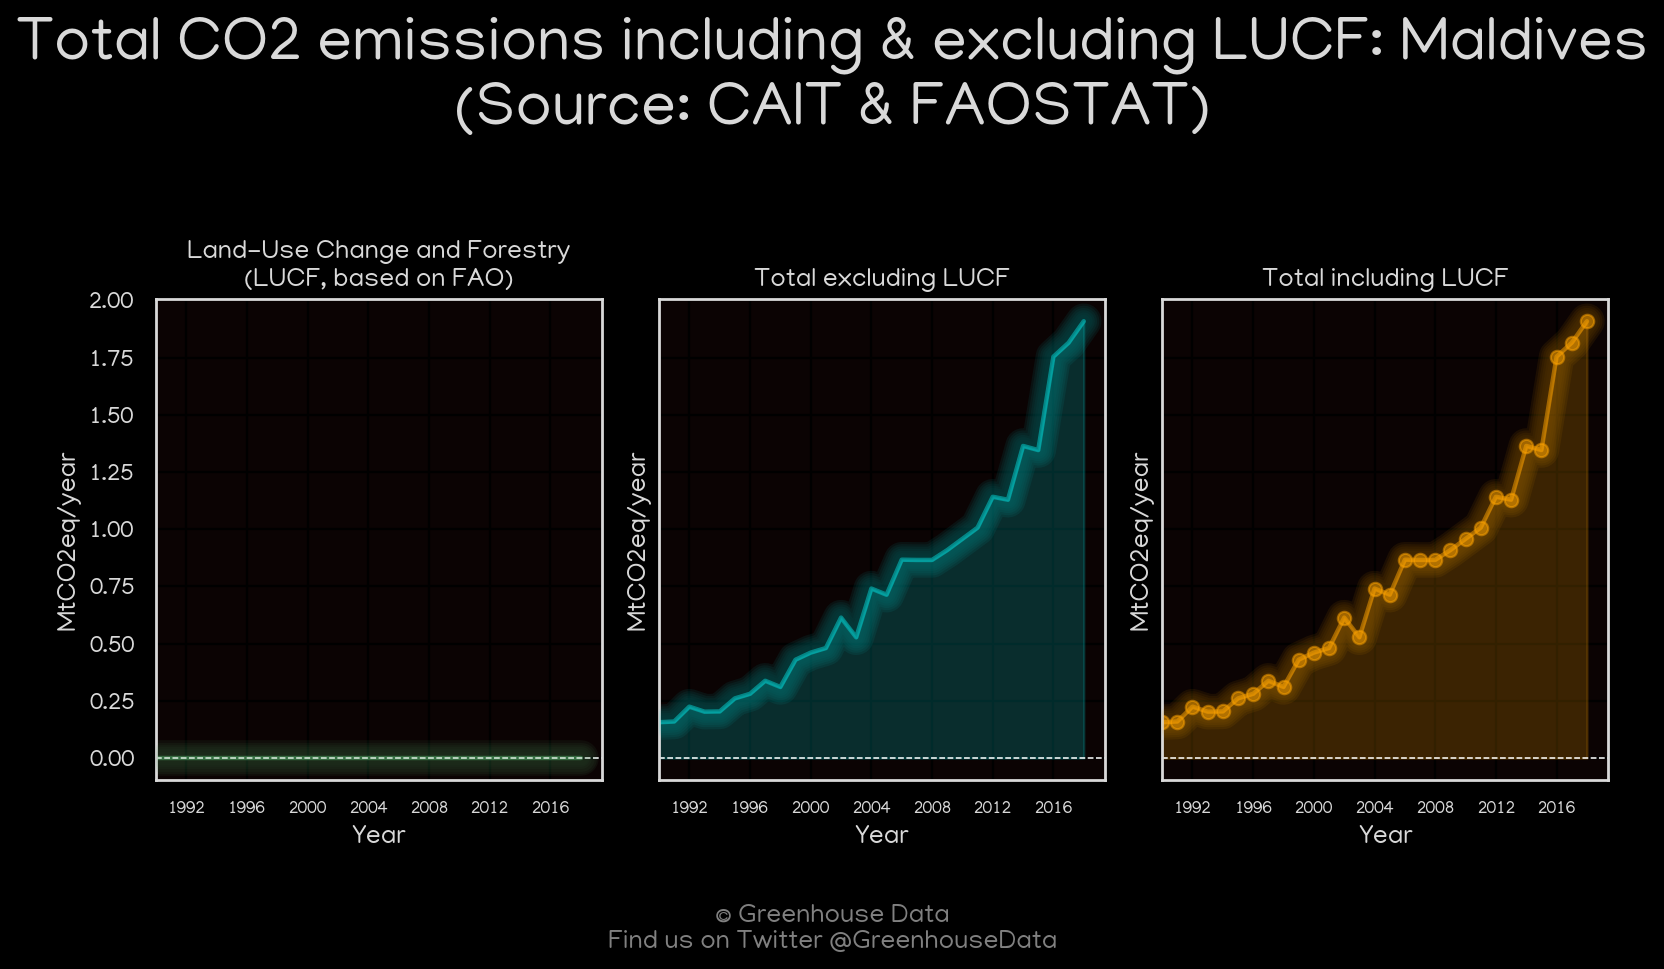 Total CO2 emissions including & excluding LUCF: Maldives
(Source: CAIT & FAOSTAT)
Land-Use Change and Forestry
(LUCF, based on FAO)
Total excluding LUCF
Total including LUCF
2.00
1.75
1.50
1.25
1.00
0.75
0.50
0.25
0.00
MtCO2eq/year
MtCO2eq/year
MtCO2eq/year
1992 1996 2000 2004 2008 2012 2016
1992 1996 2000 2004 2008 2012 2016
1992 1996 2000 2004 2008 2012 2016
Year
Year
Year
© Greenhouse Data
Find us on Twitter @GreenhouseData